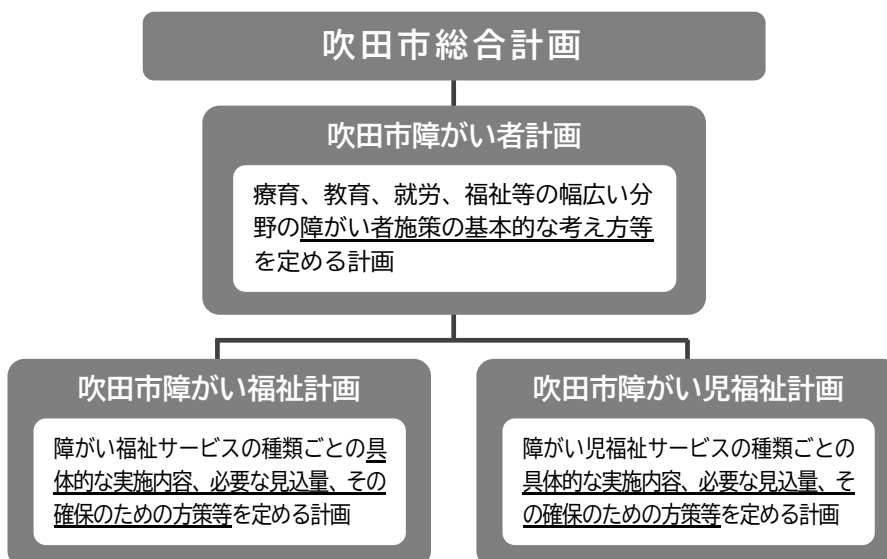 吹田市総合計画
吹田市障がい者計画
療育、教育、就労、福祉等の幅広い分
野の障がい者施策の基本的な考え方等
を定める計画
吹田市障がい福祉計画
障がい福祉サービスの種類ごとの具
体的な実施内容、必要な見込量、その
確保のための方策等を定める計画
吹田市障がい児福祉計画
障がい児福祉サービスの種類ごとの
具体的な実施内容、必要な見込量、そ
の確保のための方策等を定める計画